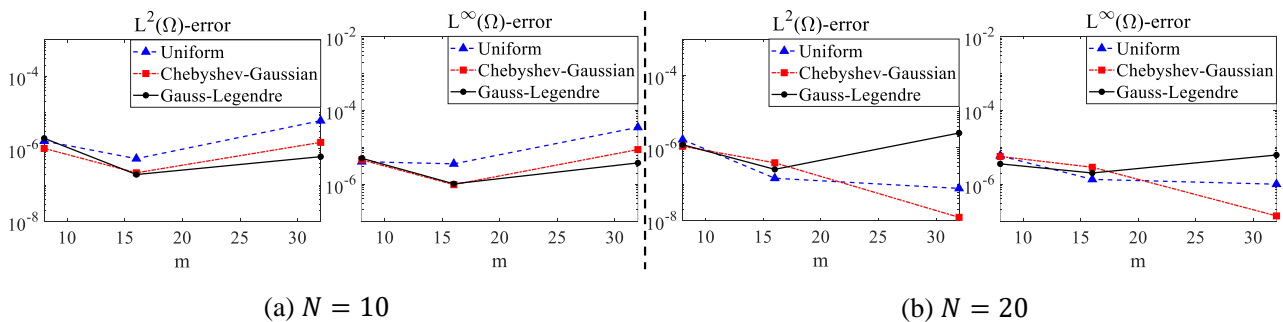 L²(Ω)-error
Uniform
Chebyshev-Gaussian
Gauss-Legendre
10⁻⁴
10⁻⁶
10⁻⁸
10 15 20 25 30
m
L∞(Ω)-error
Uniform
Chebyshev-Gaussian
Gauss-Legendre
10⁻²
10⁻⁴
10⁻⁶
10 15 20 25 30
m
(a) N = 10
L²(Ω)-error
Uniform
Chebyshev-Gaussian
Gauss-Legendre
10⁻⁴
10⁻⁶
10⁻⁸
10 15 20 25 30
m
L∞(Ω)-error
Uniform
Chebyshev-Gaussian
Gauss-Legendre
10⁻²
10⁻⁴
10⁻⁶
10 15 20 25 30
m
(b) N = 20